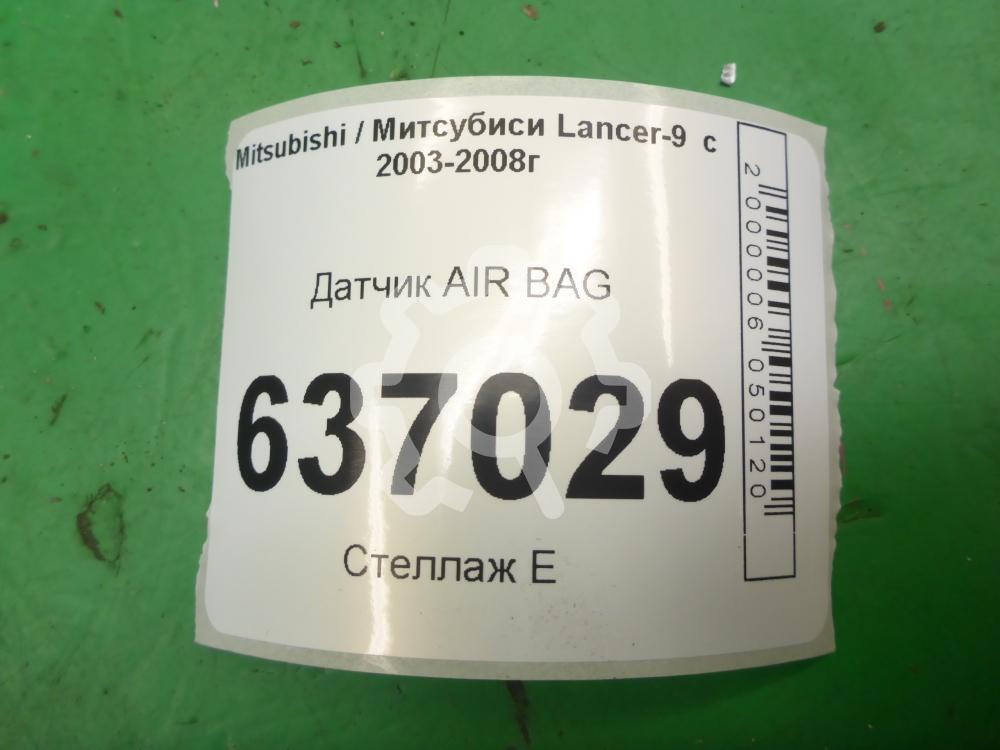 Mitsubishi / Митсубиси Lancer-9 с
2003-2008г
Датчик AIR BAG
637029
Стеллаж Е
2000006050120